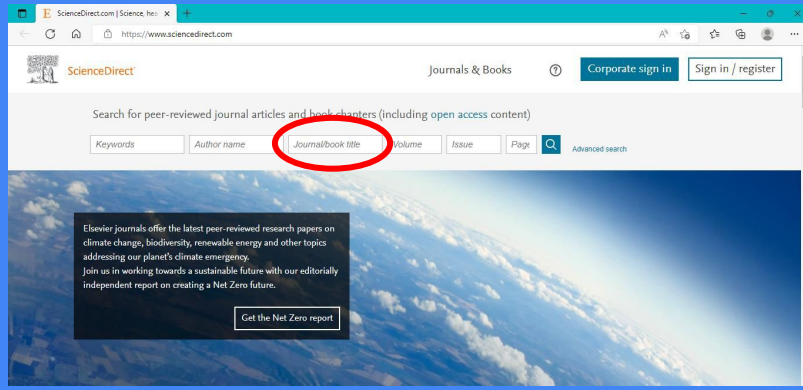 ScienceDirect.com | Science, hea
https://www.sciencedirect.com
ScienceDirect
Journals & Books
Corporate sign in
Sign in / register
Search for peer-reviewed journal articles and book chapters (including open access content)
Keywords
Author name
Journal/book title
Volume
Issue
Page
Advanced search
Elsevier journals offer the latest peer-reviewed research papers on
climate change, biodiversity, renewable energy and other topics
addressing our planet's climate emergency.
Join us in working towards a sustainable future with our editorially
independent report on creating a Net Zero future.
Get the Net Zero report